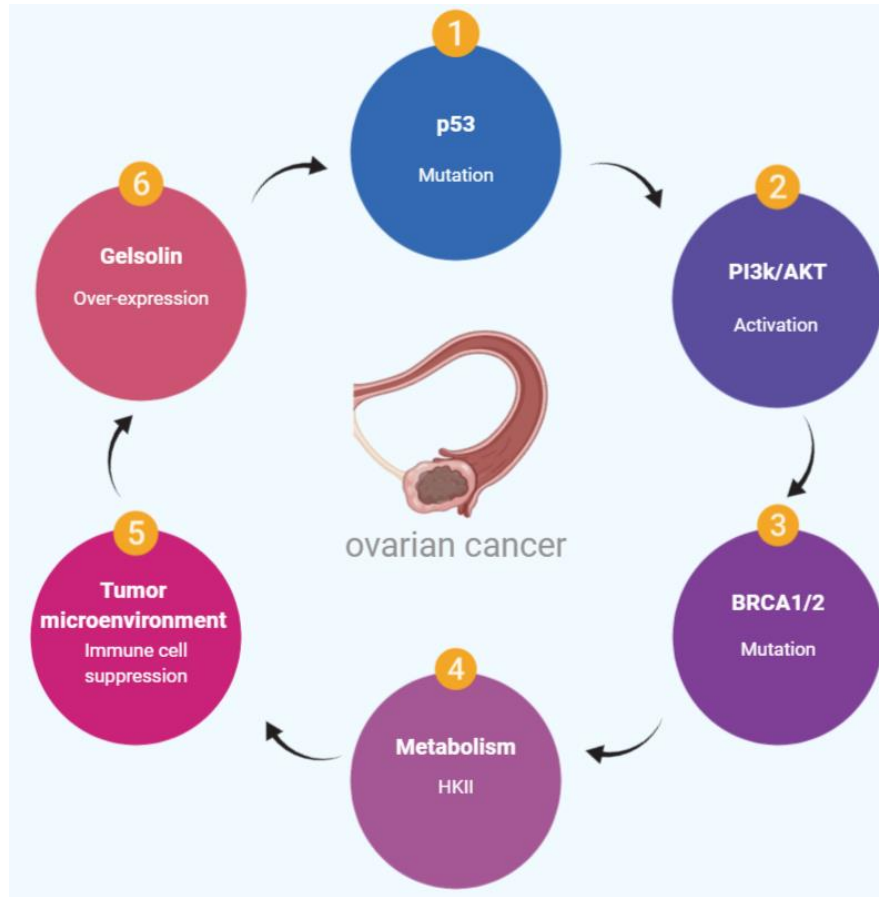 1
p53
Mutation
2
PI3k/AKT
Activation
3
BRCA1/2
Mutation
4
Metabolism
HKII
5
Tumor
microenvironment
Immune cell
suppression
6
Gelsolin
Over-expression
ovarian cancer